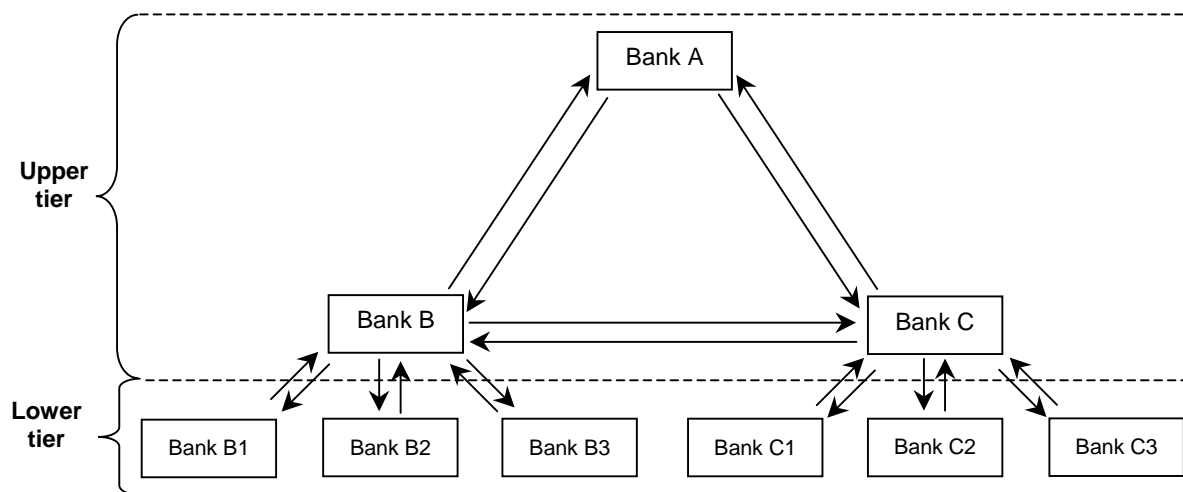 Bank A
Upper
tier
Bank B
Bank C
Lower
tier
Bank B1
Bank B2
Bank B3
Bank C1
Bank C2
Bank C3